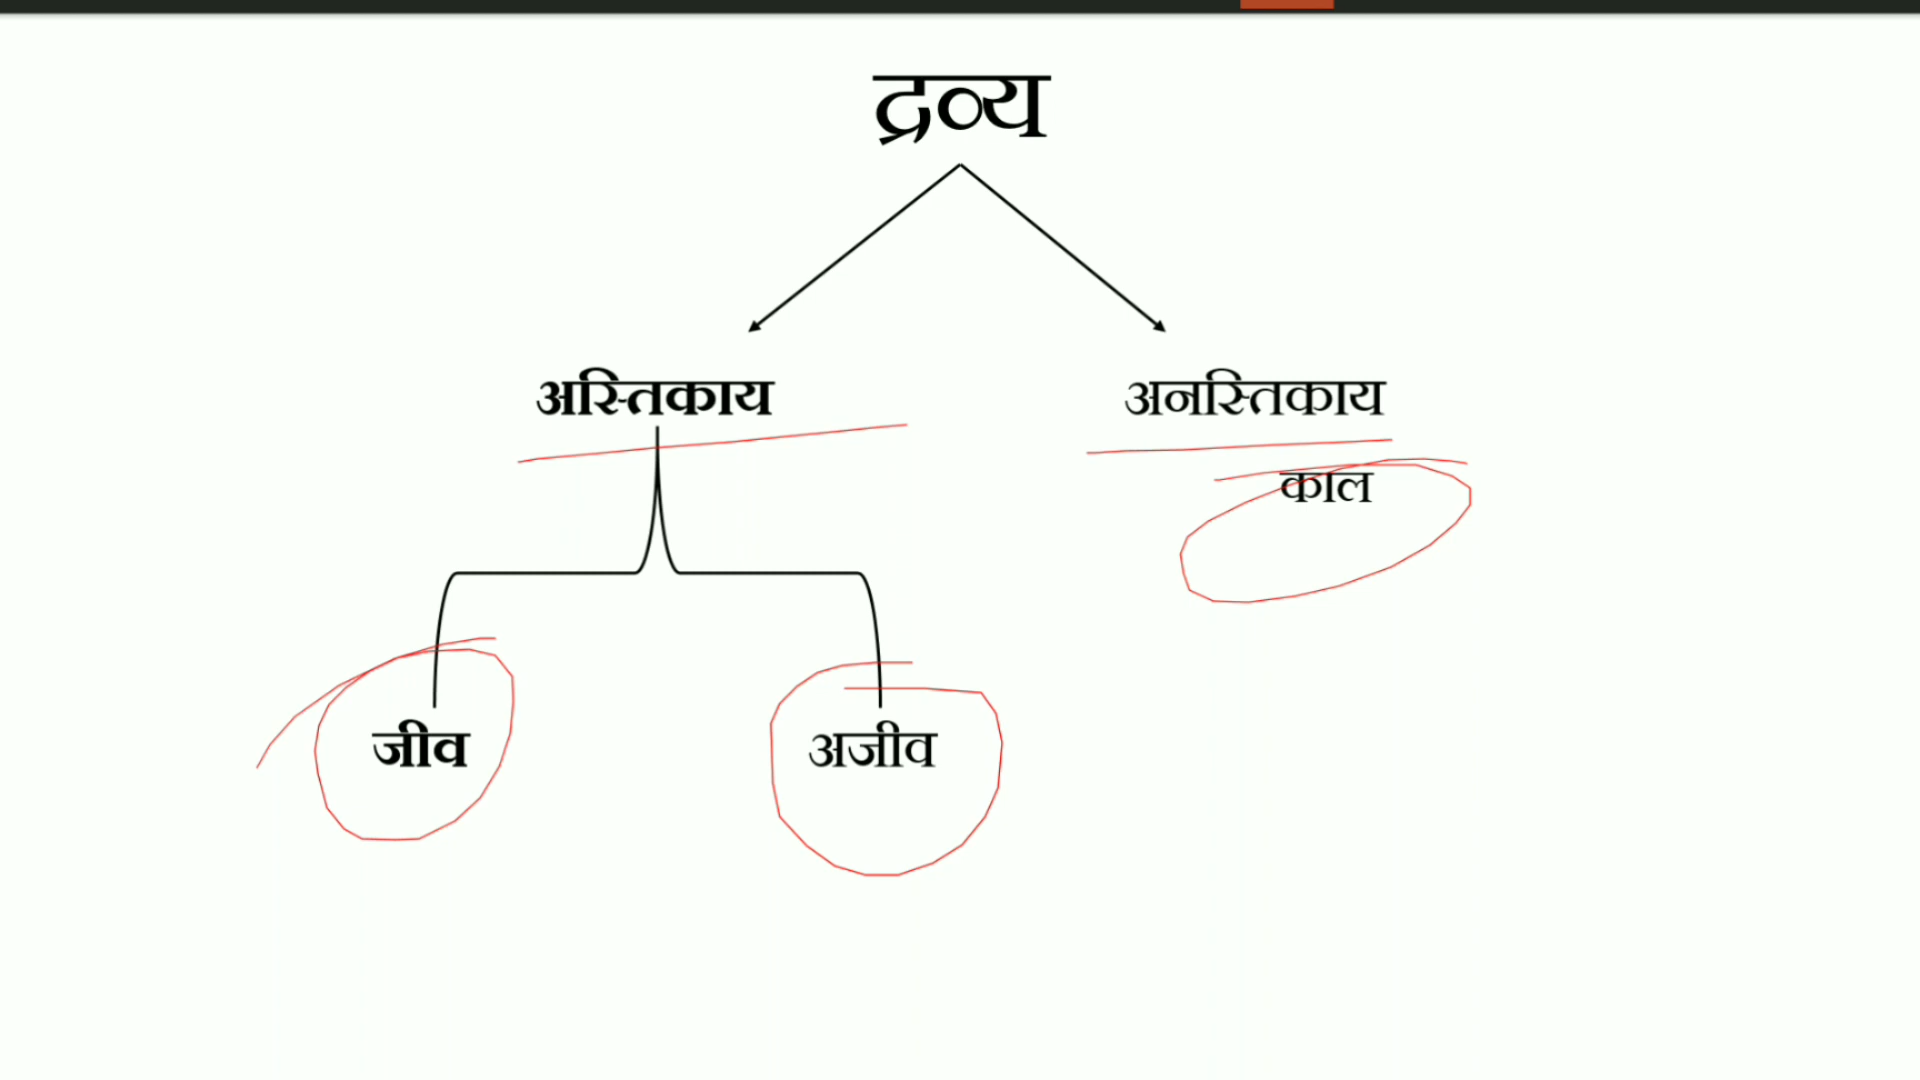 द्रव्य
अस्तिकाय
अनस्तिकाय
काल
जीव
अजीव